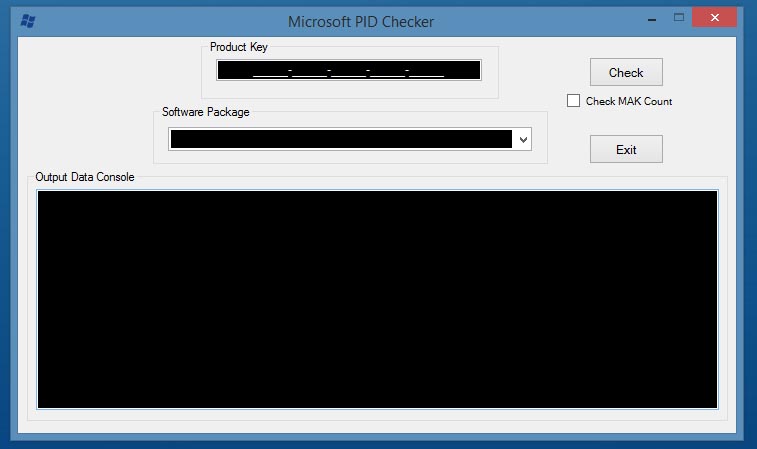 Microsoft PID Checker
Product Key
_____-_____-_____-_____-_____
Check
Check MAK Count
Software Package
Exit
Output Data Console